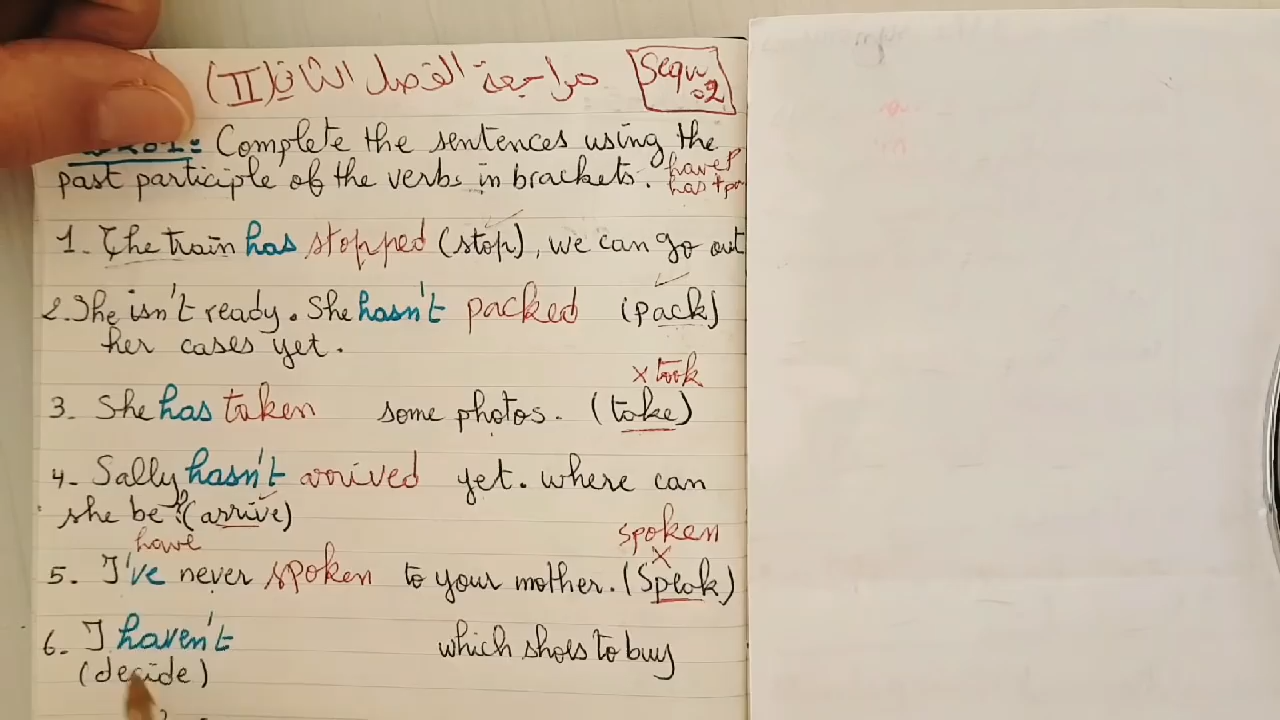 مراجعة الفصل الثاني (II)
Sequ 02
Complete the sentences using the
past participle of the verbs in brackets.
have
has + p
1. The train has stopped (stop), we can go out
2. She isn't ready. She hasn't packed (pack)
her cases yet.
x took
3. She has taken some photos. (take)
4. Sally hasn't arrived yet. where can
she be? (arrive)
have
spoken
x
5. I've never spoken to your mother. (Speak)
6. I haven't which shoes to buy
(decide)